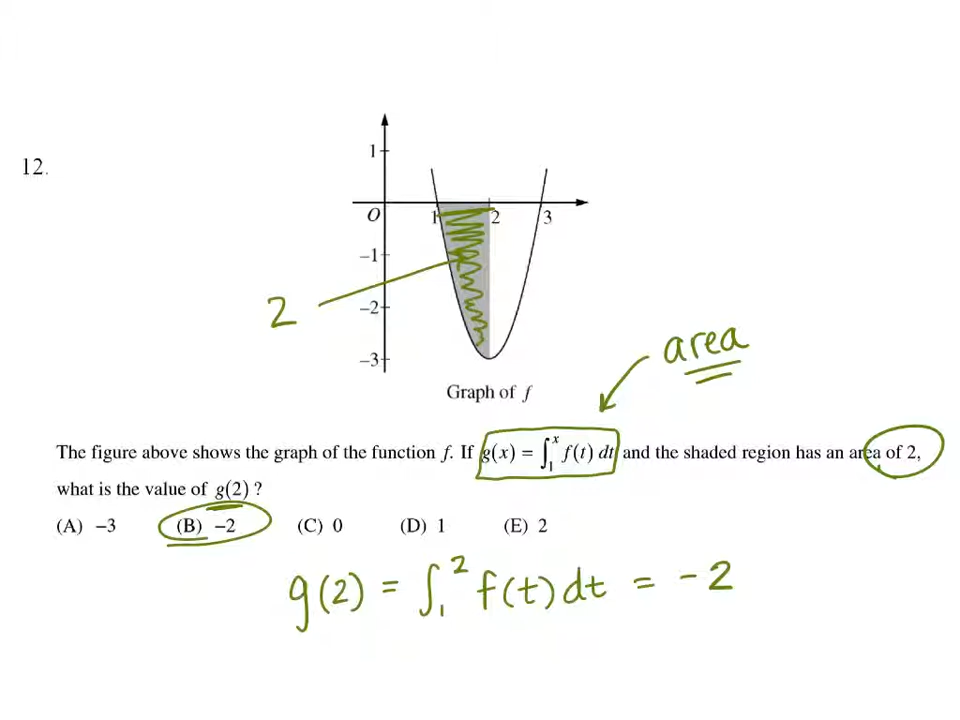 12.
1
O
1
2
3
−1
−2
−3
2
Graph of f
area
The figure above shows the graph of the function f. If g(x) = ∫₁ˣ f(t) dt and the shaded region has an area of 2,
what is the value of g(2) ?
(A) −3 (B) −2 (C) 0 (D) 1 (E) 2
g(2) = ∫₁² f(t) dt = −2